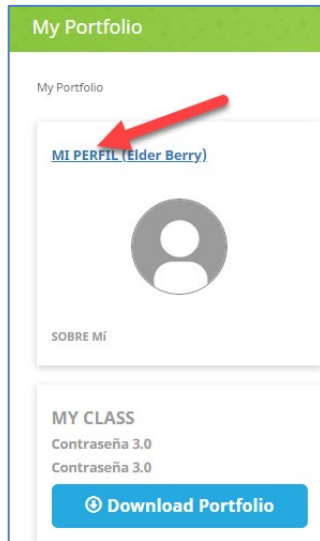 My Portfolio
My Portfolio
MI PERFIL (Elder Berry)
SOBRE Mí
MY CLASS
Contraseña 3.0
Contraseña 3.0
Download Portfolio